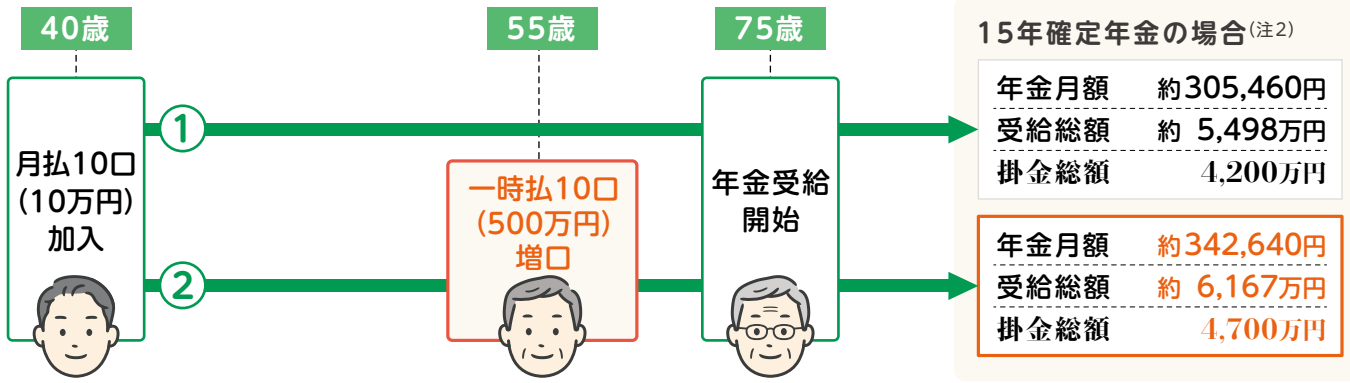 40歳
55歳
75歳
月払10口
(10万円)
加入
①
②
一時払10口
(500万円)
増口
年金受給
開始
15年確定年金の場合(注2)
年金月額 約305,460円
受給総額 約 5,498万円
掛金総額 4,200万円
年金月額 約342,640円
受給総額 約 6,167万円
掛金総額 4,700万円